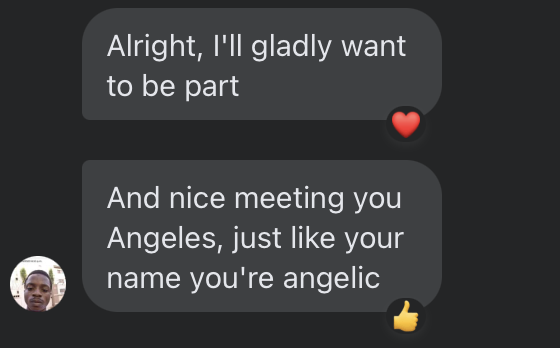 Alright, I'll gladly want
to be part
And nice meeting you
Angeles, just like your
name you're angelic